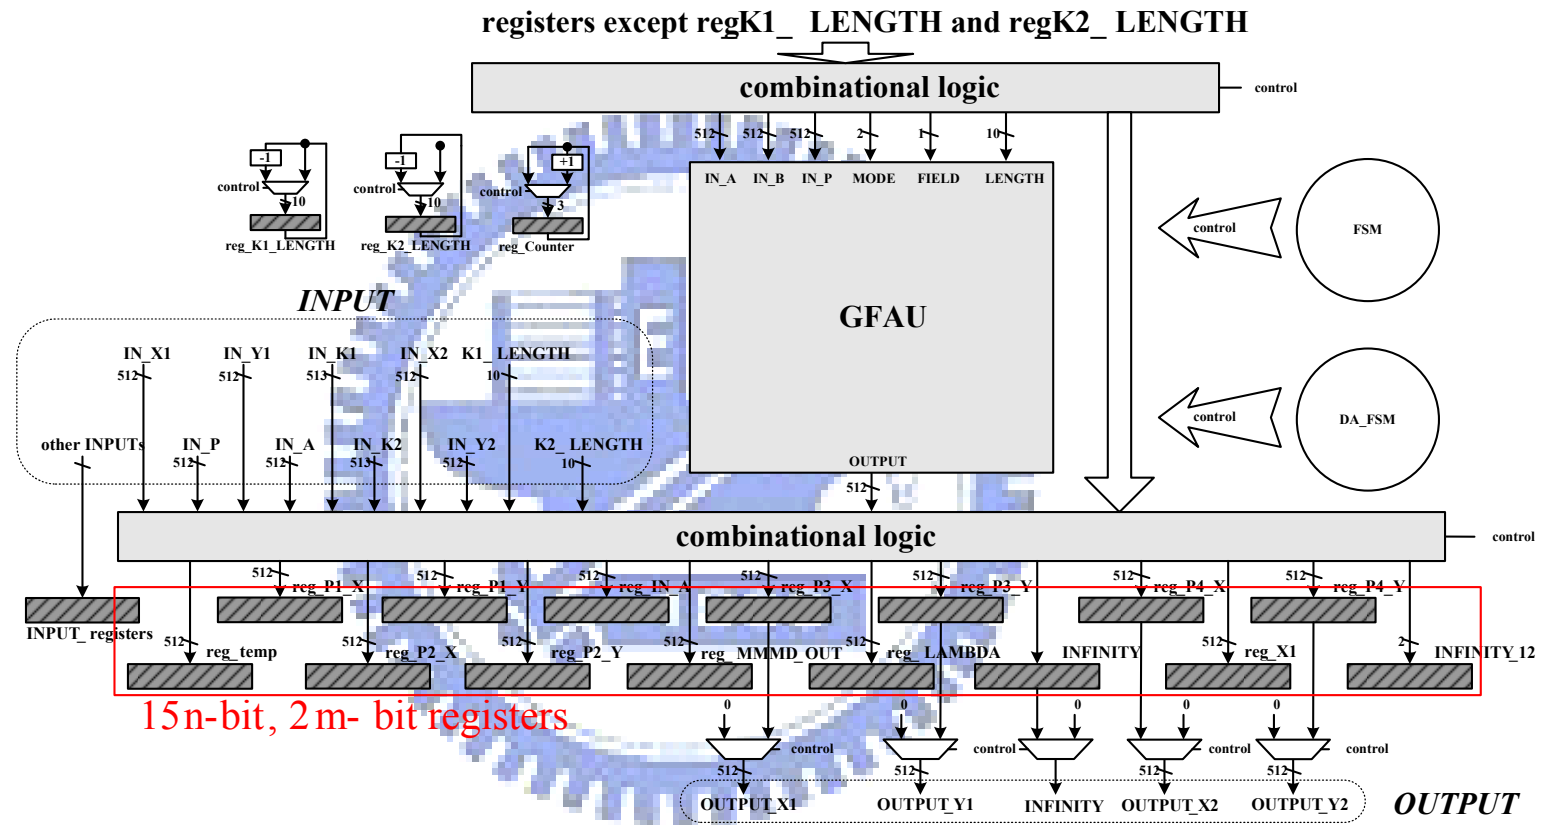 registers except regK1_ LENGTH and regK2_ LENGTH
combinational logic
control
512 512 512 2 1 10
IN_A IN_B IN_P MODE FIELD LENGTH
GFAU
OUTPUT
512
-1
control
10
reg_K1_LENGTH
-1
control
10
reg_K2_LENGTH
+1
control
3
reg_Counter
control
FSM
control
DA_FSM
INPUT
IN_X1 IN_Y1 IN_K1 IN_X2 K1_ LENGTH
512 512 513 512 10
other INPUTs IN_P IN_A IN_K2 IN_Y2 K2_ LENGTH
512 512 513 512 10
combinational logic
control
512 512 512 512 512 512 512
reg_P1_X reg_P1_Y reg_IN_A reg_P3_X reg_P3_Y reg_P4_X reg_P4_Y
INPUT_ registers
512 512 512 512 512 512 2
reg_temp reg_P2_X reg_P2_Y reg_ MMMD_OUT reg_ LAMBDA INFINITY reg_X1 INFINITY_12
15n-bit, 2m- bit registers
0 0 0 0 0
control control control control control
512 512 512 512
OUTPUT_X1 OUTPUT_Y1 INFINITY OUTPUT_X2 OUTPUT_Y2
OUTPUT